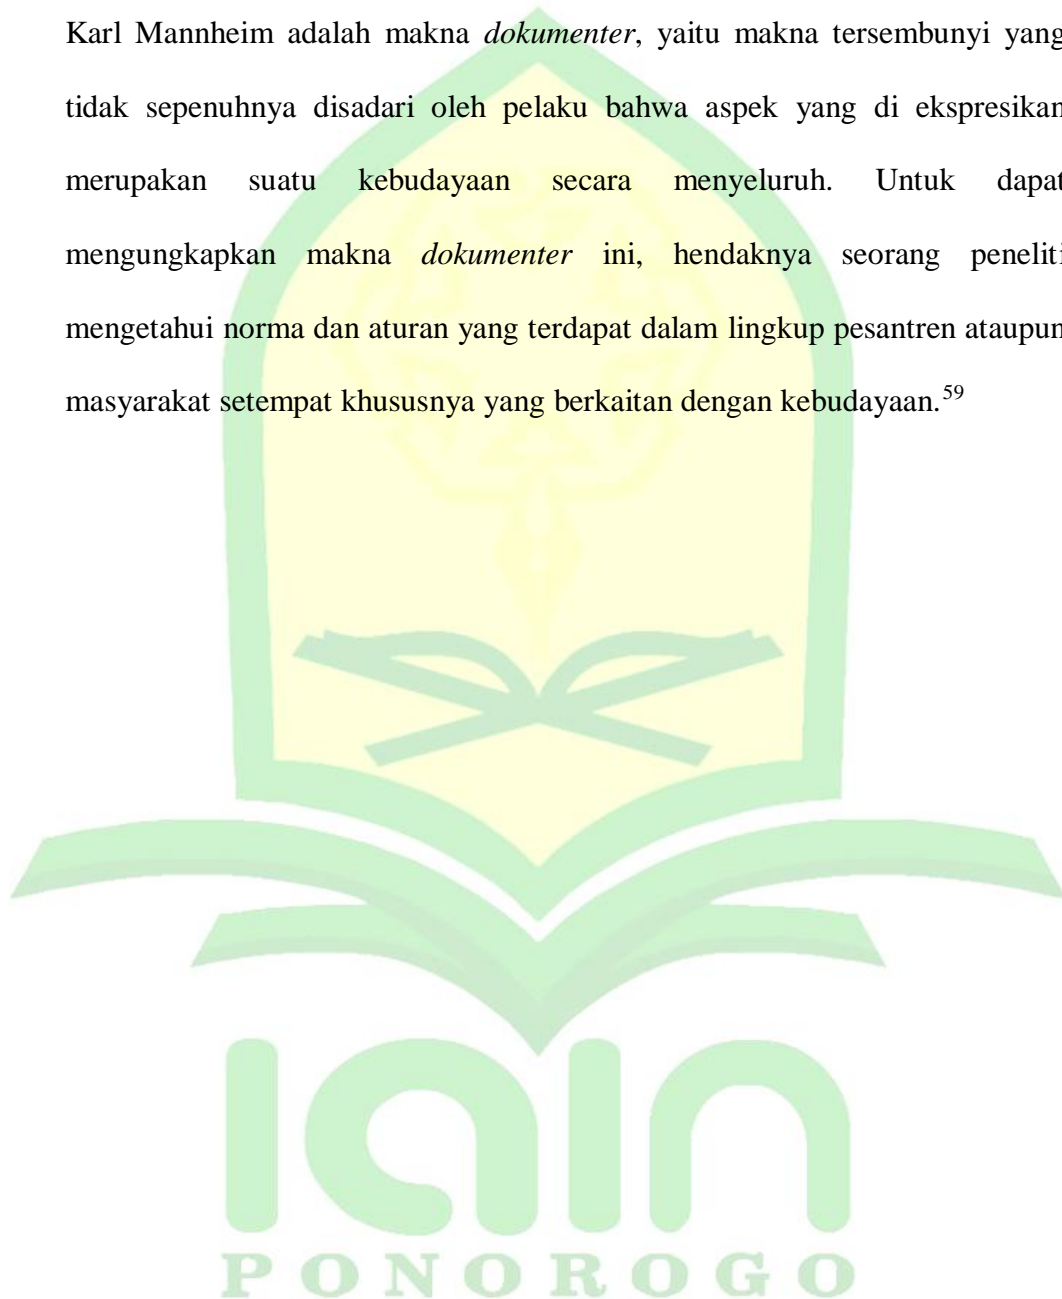 Karl Mannheim adalah makna dokumenter, yaitu makna tersembunyi yang
tidak sepenuhnya disadari oleh pelaku bahwa aspek yang di ekspresikan
merupakan suatu kebudayaan secara menyeluruh. Untuk dapat
mengungkapkan makna dokumenter ini, hendaknya seorang peneliti
mengetahui norma dan aturan yang terdapat dalam lingkup pesantren ataupun
masyarakat setempat khususnya yang berkaitan dengan kebudayaan.⁵⁹
iain
PONOROGO